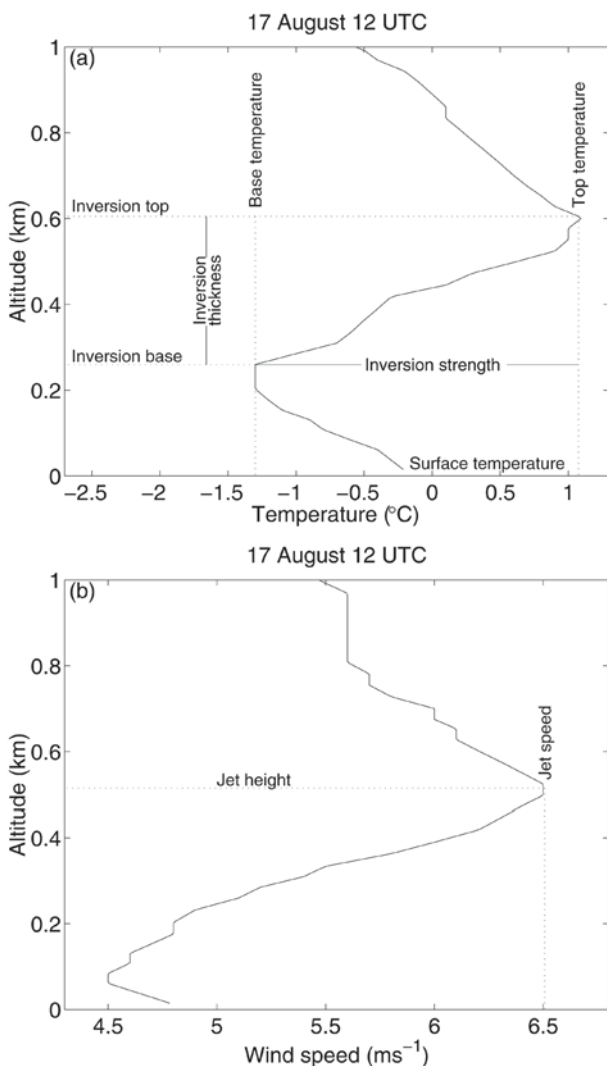 17 August 12 UTC
(a)
1
0.8
0.6
0.4
0.2
0
Altitude (km)
Base temperature
Top temperature
Inversion top
Inversion
thickness
Inversion base
Inversion strength
Surface temperature
−2.5 −2 −1.5 −1 −0.5 0 0.5 1
Temperature (°C)
17 August 12 UTC
(b)
1
0.8
0.6
0.4
0.2
0
Altitude (km)
Jet speed
Jet height
4.5 5 5.5 6 6.5
Wind speed (ms⁻¹)